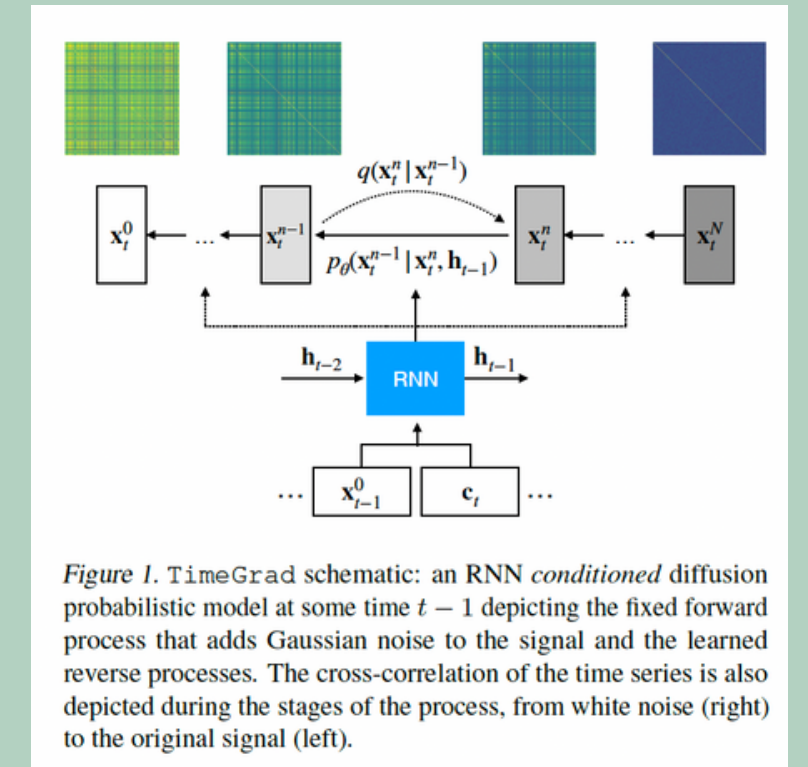 q(x_t^n | x_t^{n-1})
x_t^0 ... x_t^{n-1} x_t^n ... x_t^N
p_θ(x_t^{n-1} | x_t^n, h_{t-1})
h_{t-2} RNN h_{t-1}
... x_{t-1}^0 c_t ...
Figure 1. TimeGrad schematic: an RNN conditioned diffusion
probabilistic model at some time t − 1 depicting the fixed forward
process that adds Gaussian noise to the signal and the learned
reverse processes. The cross-correlation of the time series is also
depicted during the stages of the process, from white noise (right)
to the original signal (left).